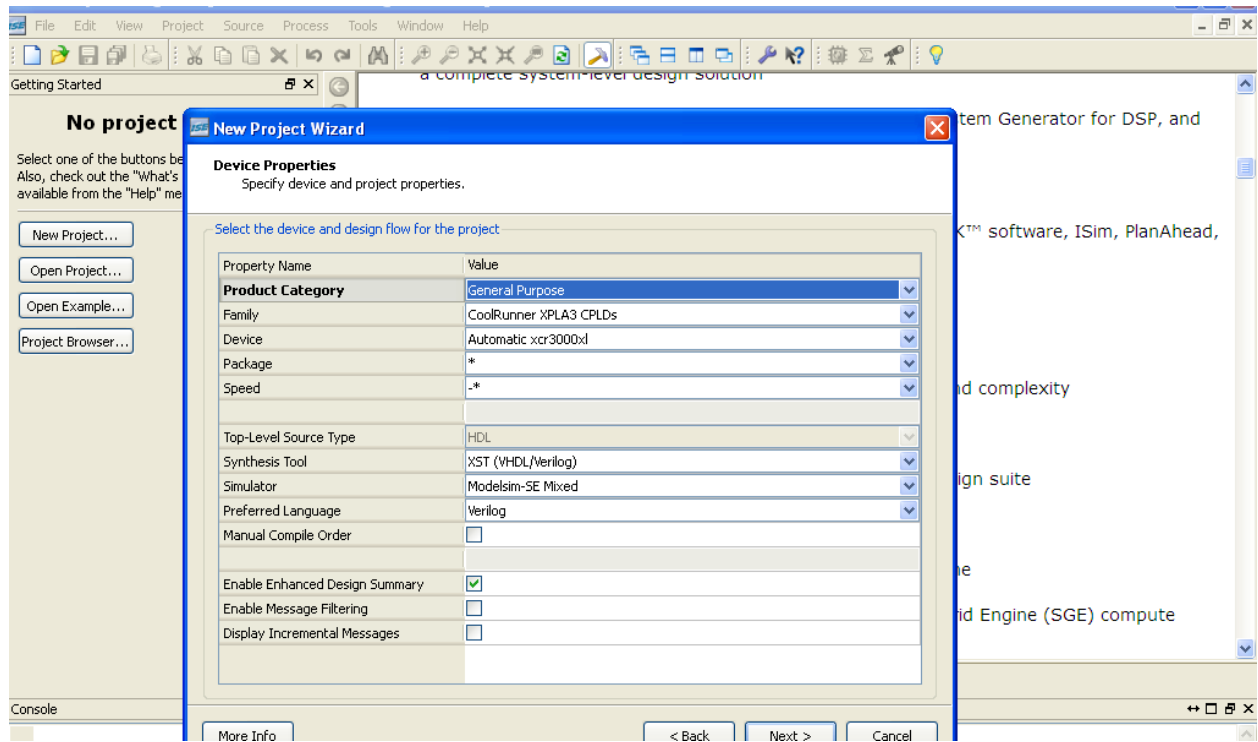 ISE File Edit View Project Source Process Tools Window Help
a complete system-level design solution
Getting Started
No project
tem Generator for DSP, and
Select one of the buttons be
Also, check out the "What's
available from the "Help" me
New Project...
Open Project...
Open Example...
Project Browser...
X™ software, ISim, PlanAhead,
nd complexity
ign suite
ne
rid Engine (SGE) compute
ISE New Project Wizard
Device Properties
Specify device and project properties.
Select the device and design flow for the project
Property Name Value
Product Category General Purpose
Family CoolRunner XPLA3 CPLDs
Device Automatic xcr3000xl
Package *
Speed -*
Top-Level Source Type HDL
Synthesis Tool XST (VHDL/Verilog)
Simulator Modelsim-SE Mixed
Preferred Language Verilog
Manual Compile Order
Enable Enhanced Design Summary
Enable Message Filtering
Display Incremental Messages
More Info < Back Next > Cancel
Console